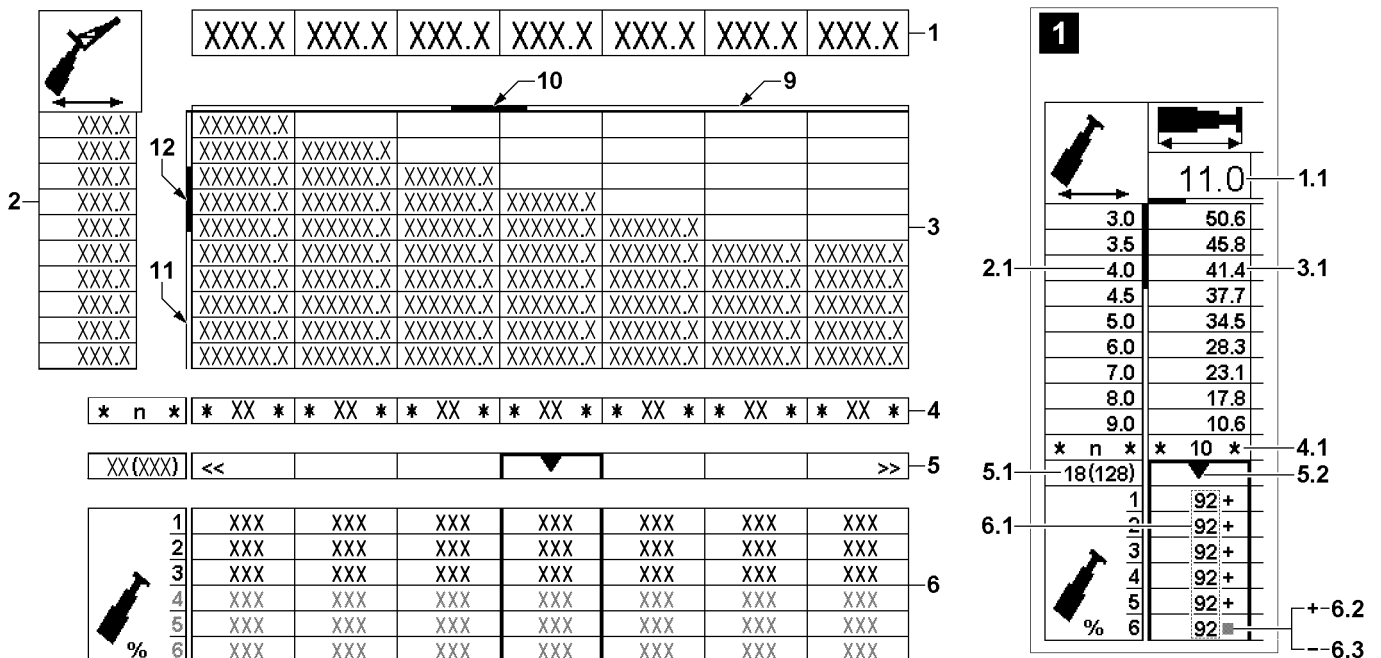 XXX.X XXX.X XXX.X XXX.X XXX.X XXX.X XXX.X 1
10 9
XXX.X XXXXXX.X
XXX.X 12 XXXXXX.X XXXXXX.X
XXX.X XXXXXX.X XXXXXX.X XXXXXX.X
2 XXX.X XXXXXX.X XXXXXX.X XXXXXX.X XXXXXX.X
XXX.X XXXXXX.X XXXXXX.X XXXXXX.X XXXXXX.X XXXXXX.X 3
XXX.X XXXXXX.X XXXXXX.X XXXXXX.X XXXXXX.X XXXXXX.X XXXXXX.X XXXXXX.X
XXX.X 11 XXXXXX.X XXXXXX.X XXXXXX.X XXXXXX.X XXXXXX.X XXXXXX.X XXXXXX.X
XXX.X XXXXXX.X XXXXXX.X XXXXXX.X XXXXXX.X XXXXXX.X XXXXXX.X XXXXXX.X
XXX.X XXXXXX.X XXXXXX.X XXXXXX.X XXXXXX.X XXXXXX.X XXXXXX.X XXXXXX.X
XXX.X XXXXXX.X XXXXXX.X XXXXXX.X XXXXXX.X XXXXXX.X XXXXXX.X XXXXXX.X
* n * * XX * * XX * * XX * * XX * * XX * * XX * * XX * 4
XX(XXX) << >> 5
1 XXX XXX XXX XXX XXX XXX XXX
2 XXX XXX XXX XXX XXX XXX XXX
3 XXX XXX XXX XXX XXX XXX XXX 6
4 XXX XXX XXX XXX XXX XXX XXX
5 XXX XXX XXX XXX XXX XXX XXX
% 6 XXX XXX XXX XXX XXX XXX XXX
1
11.0 1.1
3.0 50.6
3.5 45.8
2.1 4.0 41.4 3.1
4.5 37.7
5.0 34.5
6.0 28.3
7.0 23.1
8.0 17.8
9.0 10.6
* n * * 10 * 4.1
5.1 18(128) 5.2
1 92 +
6.1 2 92 +
3 92 +
4 92 +
5 92 + + 6.2
% 6 92 - 6.3